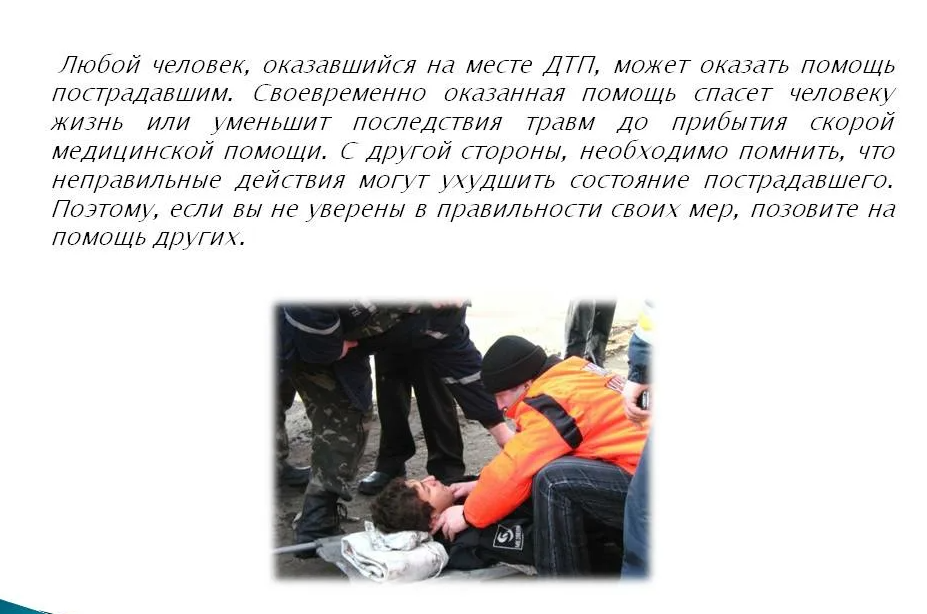 Любой человек, оказавшийся на месте ДТП, может оказать помощь
пострадавшим. Своевременно оказанная помощь спасет человеку
жизнь или уменьшит последствия травм до прибытия скорой
медицинской помощи. С другой стороны, необходимо помнить, что
неправильные действия могут ухудшить состояние пострадавшего.
Поэтому, если вы не уверены в правильности своих мер, позовите на
помощь других.